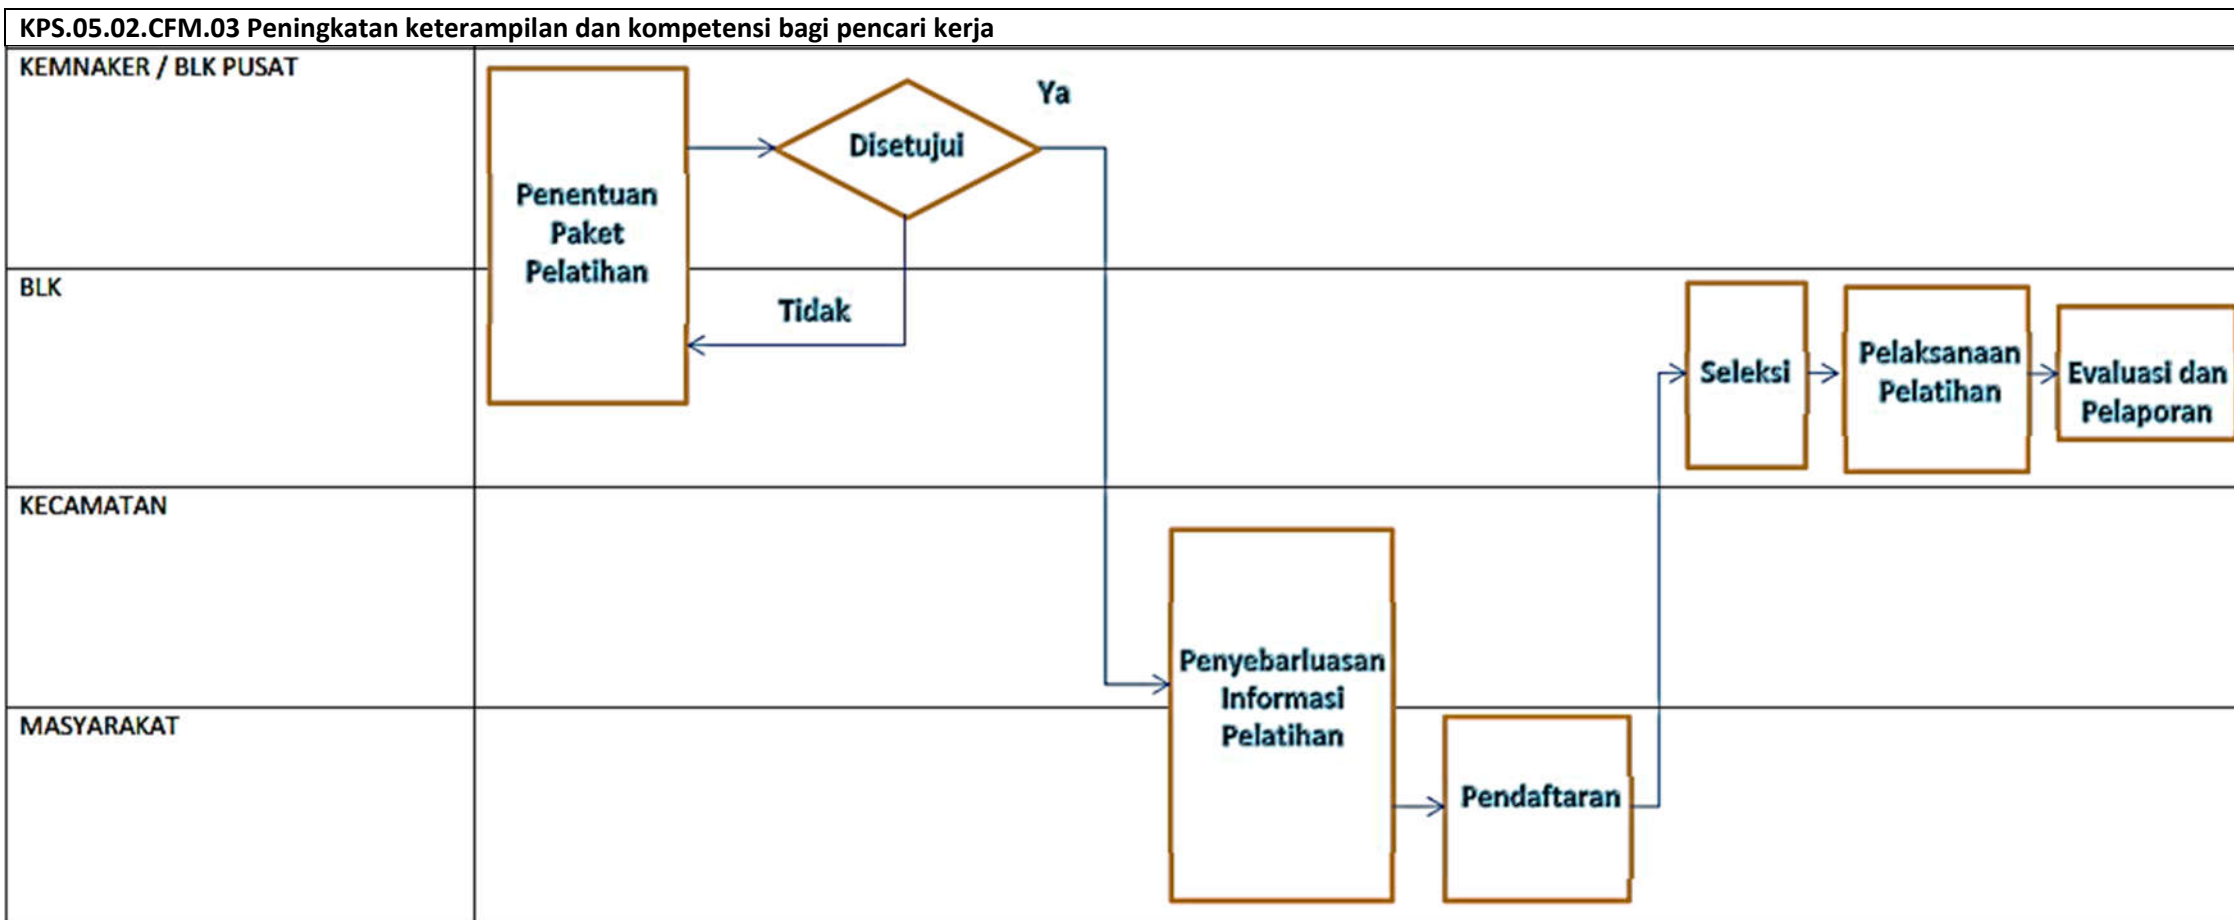 KPS.05.02.CFM.03 Peningkatan keterampilan dan kompetensi bagi pencari kerja
KEMNAKER / BLK PUSAT
Penentuan
Paket
Pelatihan
Disetujui
Ya
BLK
Tidak
Seleksi
Pelaksanaan
Pelatihan
Evaluasi dan
Pelaporan
KECAMATAN
Penyebarluasan
Informasi
Pelatihan
MASYARAKAT
Pendaftaran